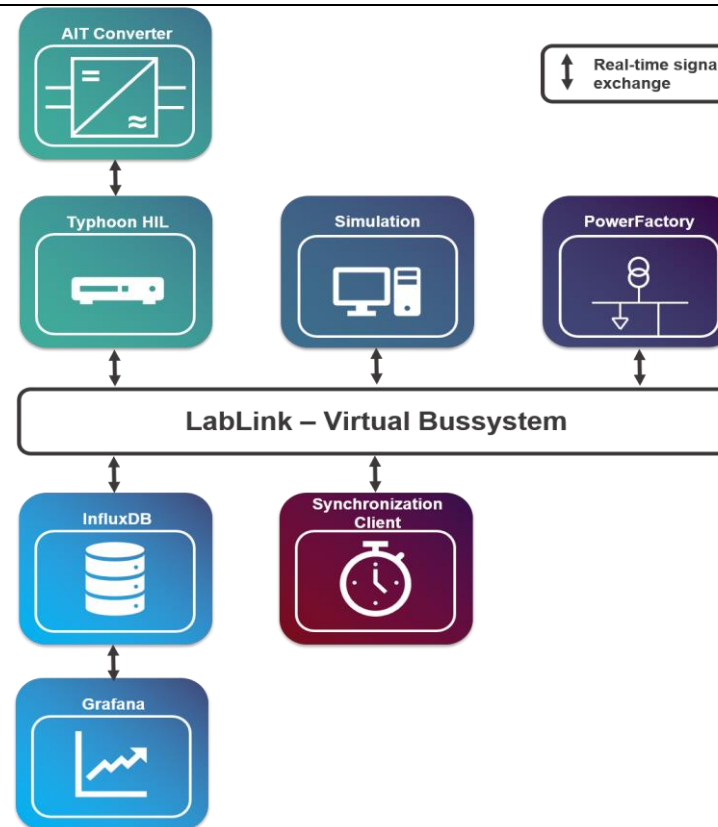 AIT Converter
Real-time signa
exchange
Typhoon HIL
Simulation
PowerFactory
LabLink – Virtual Bussystem
InfluxDB
Synchronization
Client
Grafana